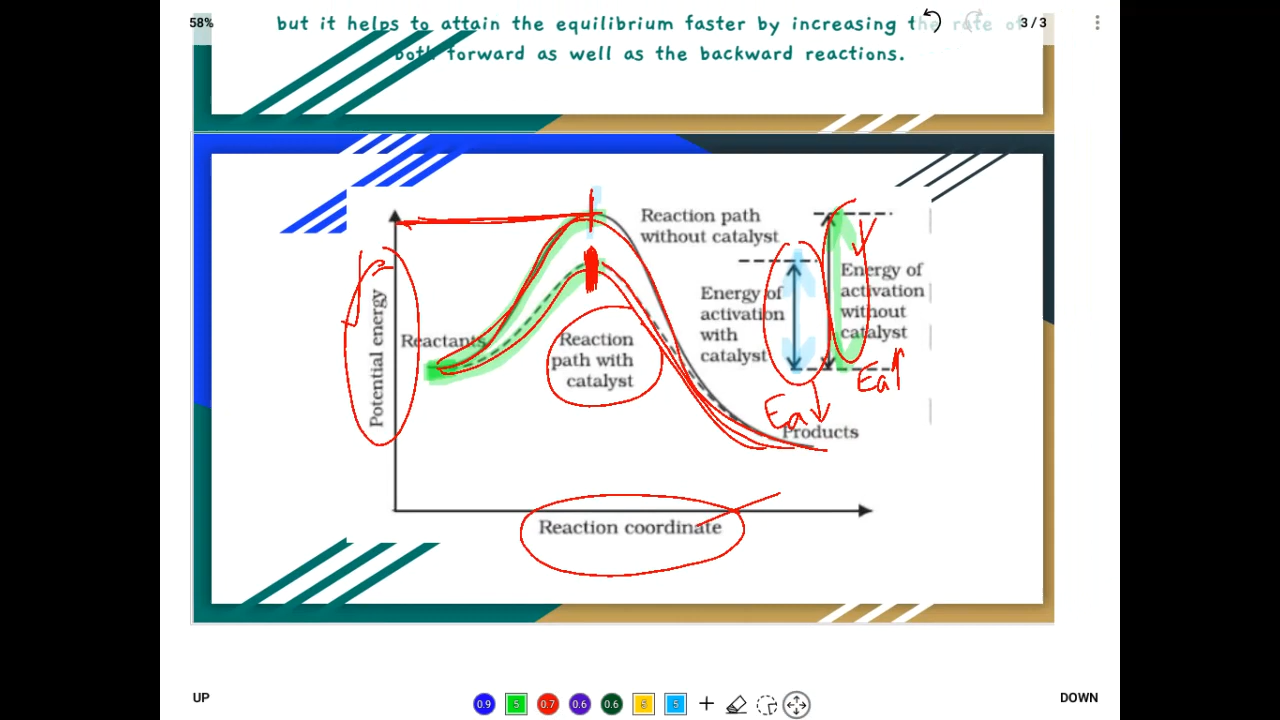 58%
3 / 3
but it helps to attain the equilibrium faster by increasing the rate of
both forward as well as the backward reactions.
Reaction path
without catalyst
Potential energy
Reactants
Reaction
path with
catalyst
Energy of
activation
with
catalyst
Energy of
activation
without
catalyst
Ea↑
Ea↓
Products
Reaction coordinate
UP
0.9
5
0.7
0.6
0.6
5
DOWN